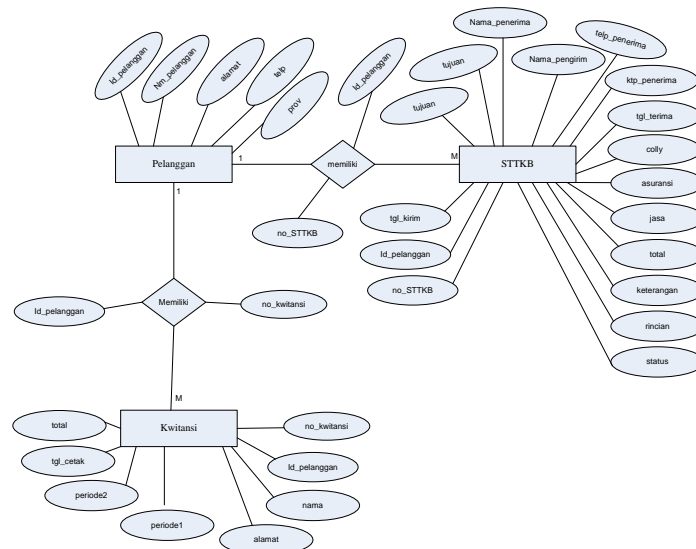 Nama_penerima
telp_penerima
Id_pelanggan
Nm_pelanggan
alamat
telp
prov
Id_pelanggan
tujuan
tujuan
Nama_pengirim
ktp_penerima
tgl_terima
colly
asuransi
jasa
total
keterangan
rincian
status
Pelanggan
1
memiliki
M
STTKB
no_STTKB
tgl_kirim
Id_pelanggan
no_STTKB
1
Id_pelanggan
Memiliki
no_kwitansi
M
total
Kwitansi
no_kwitansi
tgl_cetak
Id_pelanggan
periode2
nama
periode1
alamat